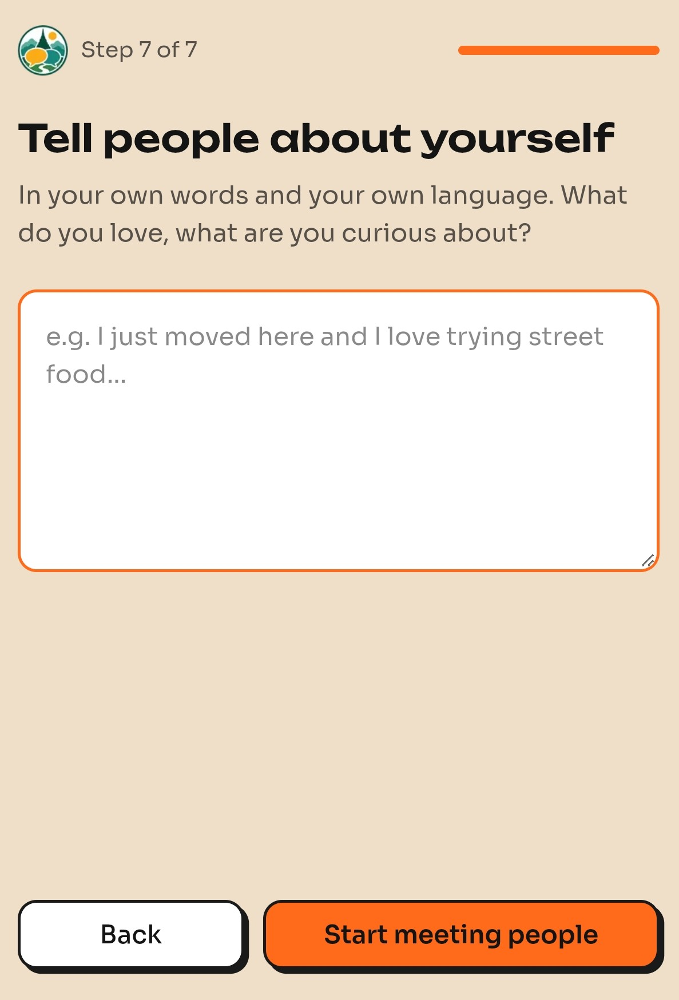 Step 7 of 7
Tell people about yourself
In your own words and your own language. What
do you love, what are you curious about?
e.g. I just moved here and I love trying street
food...
Back
Start meeting people